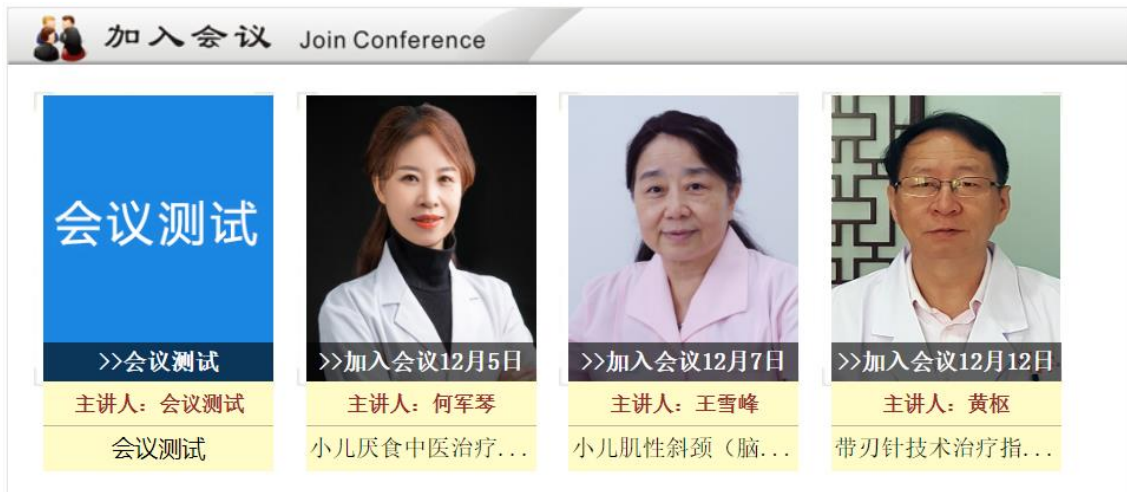 加入会议 Join Conference
会议测试
>>会议测试
主讲人：会议测试
会议测试
>>加入会议12月5日
主讲人：何军琴
小儿厌食中医治疗...
>>加入会议12月7日
主讲人：王雪峰
小儿肌性斜颈（脑...
>>加入会议12月12日
主讲人：黄枢
带刃针技术治疗指...